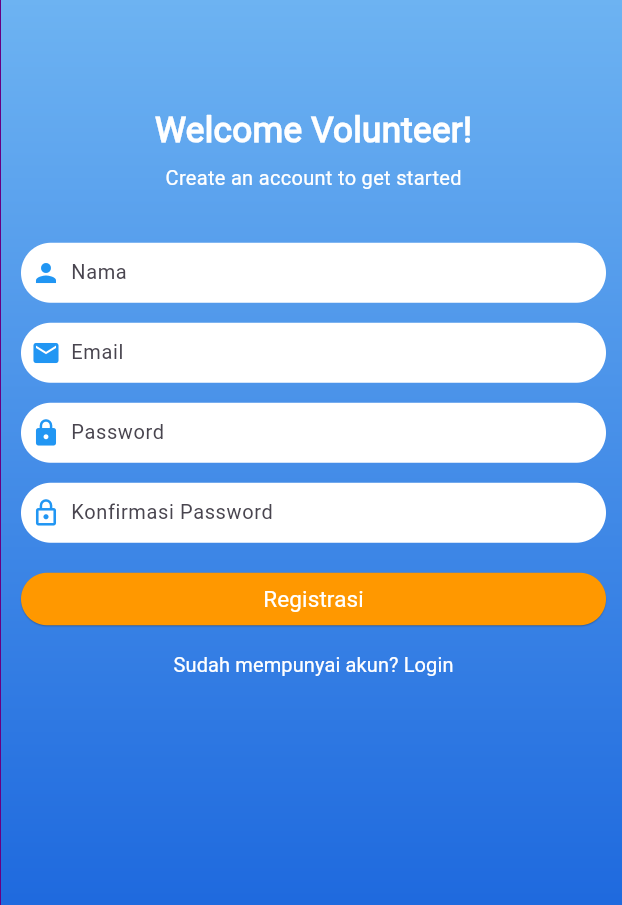 Welcome Volunteer!
Create an account to get started
Nama
Email
Password
Konfirmasi Password
Registrasi
Sudah mempunyai akun? Login